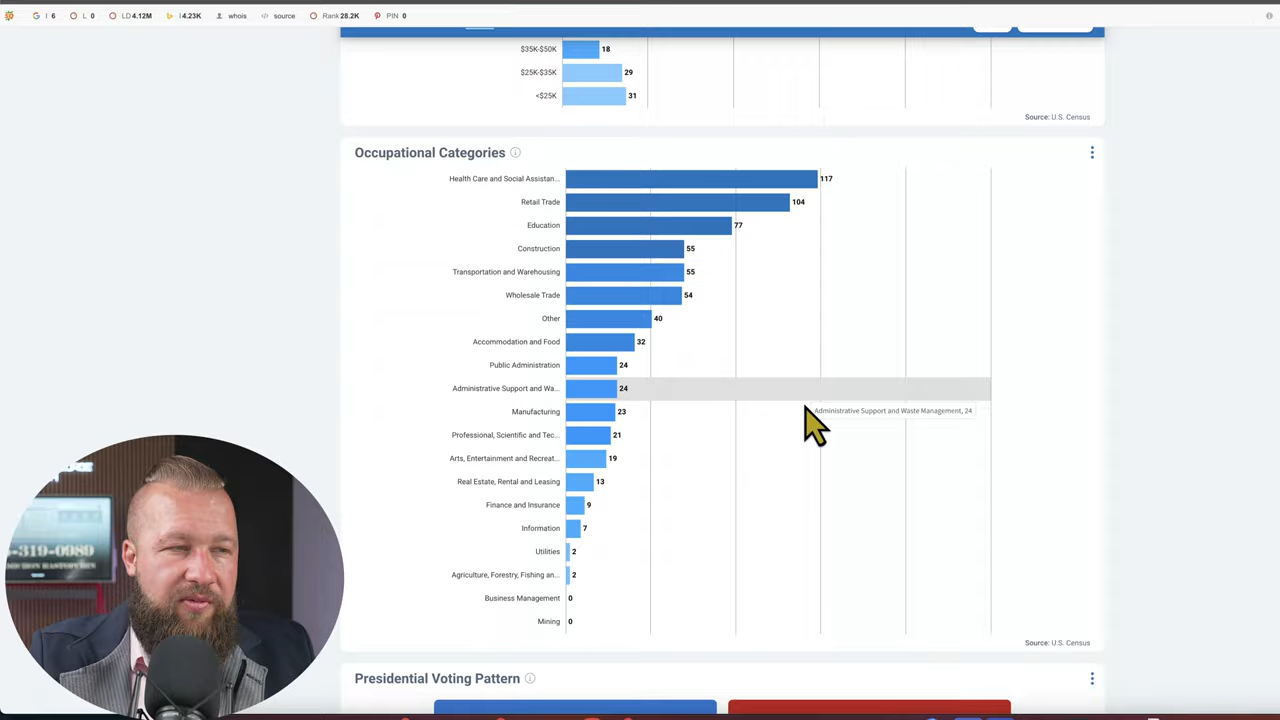 I 6 L 0 LD 4.12M I 4.23K whois source Rank 28.2K PIN 0
$35K-$50K 18
$25K-$35K 29
<$25K 31
Source: U.S. Census
Occupational Categories
Health Care and Social Assistan... 117
Retail Trade 104
Education 77
Construction 55
Transportation and Warehousing 55
Wholesale Trade 54
Other 40
Accommodation and Food 32
Public Administration 24
Administrative Support and Wa... 24
Administrative Support and Waste Management, 24
Manufacturing 23
Professional, Scientific and Tec... 21
Arts, Entertainment and Recreat... 19
Real Estate, Rental and Leasing 13
Finance and Insurance 9
Information 7
Utilities 2
Agriculture, Forestry, Fishing an... 2
Business Management 0
Mining 0
Source: U.S. Census
Presidential Voting Pattern
-319-0989